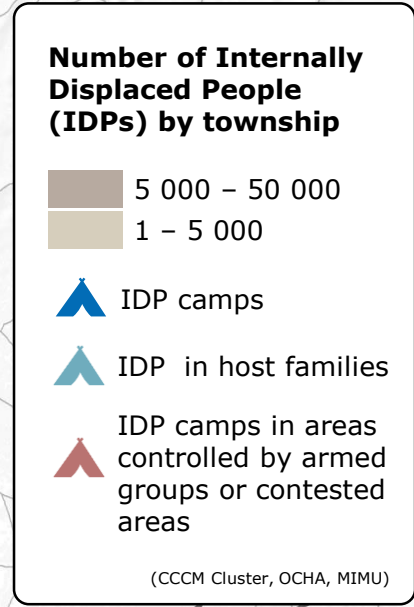 Number of Internally
Displaced People
(IDPs) by township
5 000 – 50 000
1 – 5 000
IDP camps
IDP in host families
IDP camps in areas
controlled by armed
groups or contested
areas
(CCCM Cluster, OCHA, MIMU)